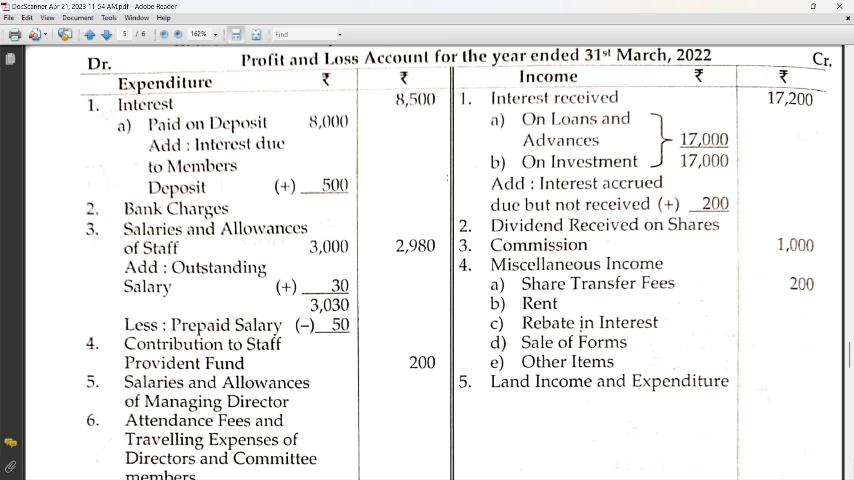 DocScanner Apr 21, 2023 11-54 AM.pdf - Adobe Reader
File Edit View Document Tools Window Help
5 / 6 162% Find
Profit and Loss Account for the year ended 31st March, 2022
Dr. Cr.
Expenditure ₹ ₹
1. Interest 8,500
a) Paid on Deposit 8,000
Add : Interest due
to Members
Deposit (+) 500
2. Bank Charges
3. Salaries and Allowances
of Staff 3,000 2,980
Add : Outstanding
Salary (+) 30
3,030
Less : Prepaid Salary (–) 50
4. Contribution to Staff
Provident Fund 200
5. Salaries and Allowances
of Managing Director
6. Attendance Fees and
Travelling Expenses of
Directors and Committee
members
Income ₹ ₹
1. Interest received 17,200
a) On Loans and
Advances 17,000
b) On Investment 17,000
Add : Interest accrued
due but not received (+) 200
2. Dividend Received on Shares
3. Commission 1,000
4. Miscellaneous Income
a) Share Transfer Fees 200
b) Rent
c) Rebate in Interest
d) Sale of Forms
e) Other Items
5. Land Income and Expenditure